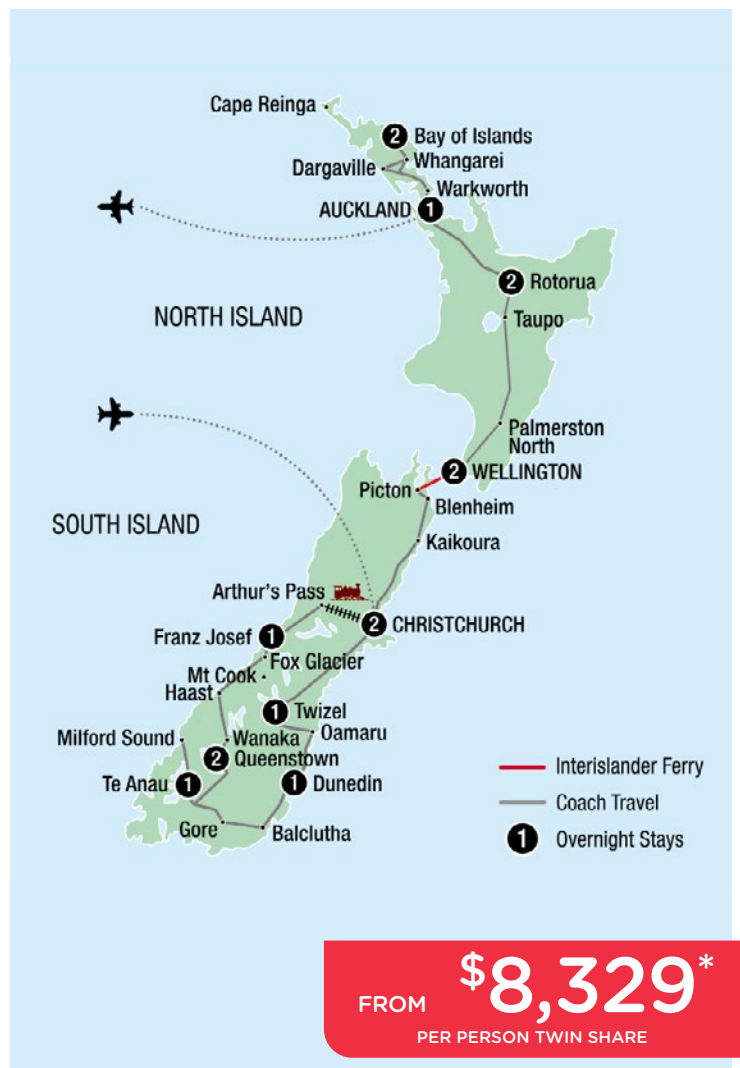 Cape Reinga
2 Bay of Islands
Whangarei
Dargaville
Warkworth
AUCKLAND 1
2 Rotorua
NORTH ISLAND
Taupo
Palmerston
North
2 WELLINGTON
Picton
Blenheim
SOUTH ISLAND
Kaikoura
Arthur's Pass
2 CHRISTCHURCH
Franz Josef 1
Fox Glacier
Mt Cook
Haast
1 Twizel
Oamaru
Milford Sound
Wanaka
2 Queenstown
Te Anau 1
1 Dunedin
Gore
Balclutha
Interislander Ferry
Coach Travel
1 Overnight Stays
FROM $8,329*
PER PERSON TWIN SHARE